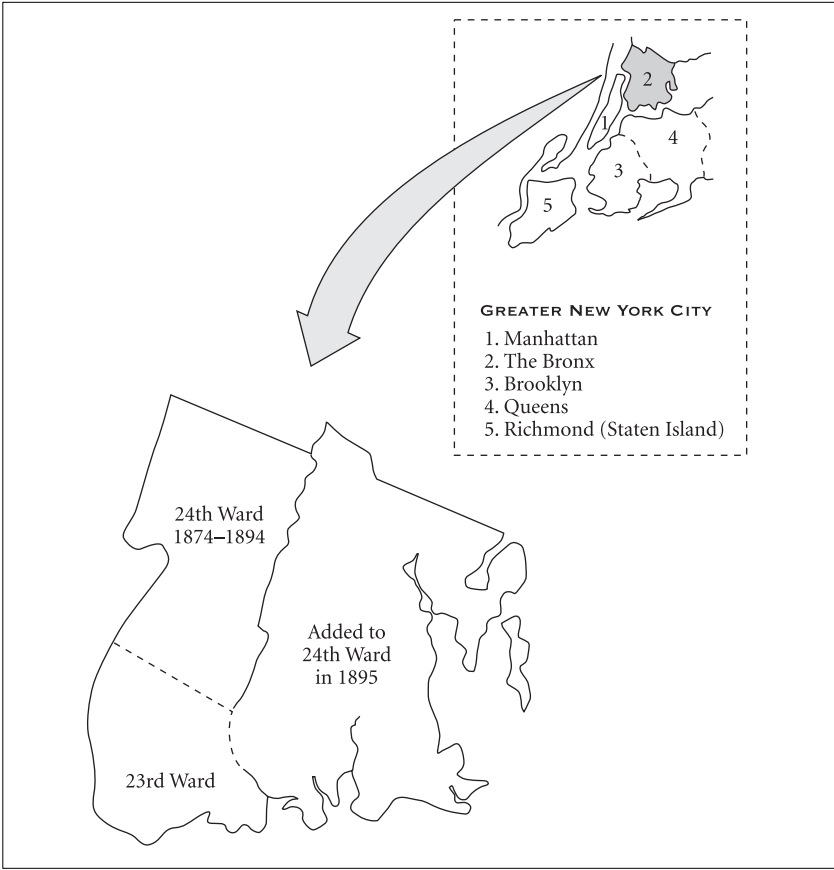 2
1
4
3
5
GREATER NEW YORK CITY
1. Manhattan
2. The Bronx
3. Brooklyn
4. Queens
5. Richmond (Staten Island)
24th Ward
1874–1894
Added to
24th Ward
in 1895
23rd Ward